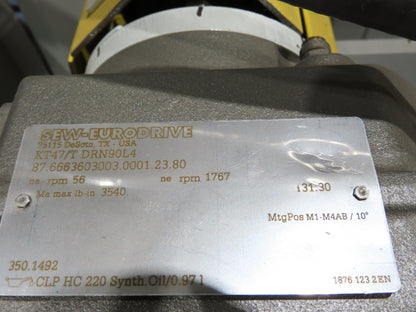 SEW-EURODRIVE
75115 DeSoto, TX - USA
KT47/T DRN90L4
87.6663603003.0001.23.80
na rpm 56 ne rpm 1767 i31.30
Ma max lb-in 3540
MtgPos M1-M4AB / 10°
350.1492
CLP HC 220 Synth.Oil/0.97 l
1876 123 2 EN